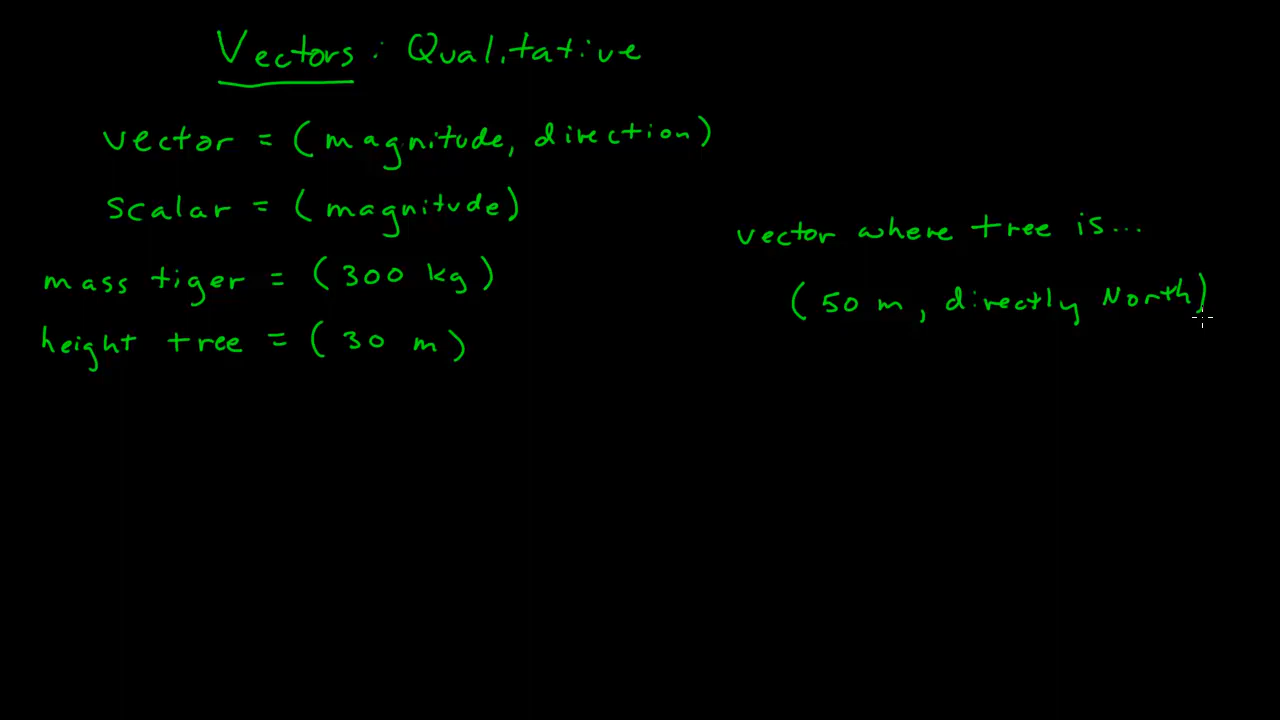 Vectors: Qualitative
vector = (magnitude, direction)
scalar = (magnitude)
mass tiger = (300 kg)
height tree = (30 m)
vector where tree is...
(50 m, directly North)